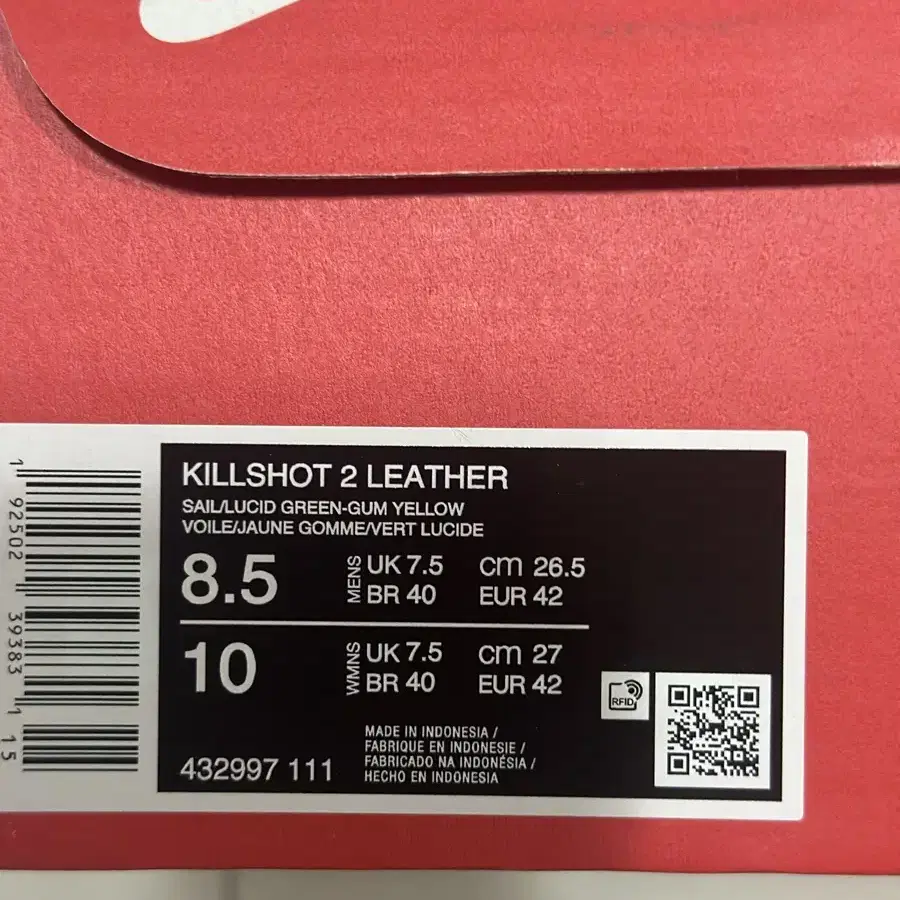 KILLSHOT 2 LEATHER
SAIL/LUCID GREEN-GUM YELLOW
VOILE/JAUNE GOMME/VERT LUCIDE
8.5 MENS UK 7.5 cm 26.5
BR 40 EUR 42
10 WMNS UK 7.5 cm 27
BR 40 EUR 42
RFID
432997 111
MADE IN INDONESIA /
FABRIQUE EN INDONESIE /
FABRICADO NA INDONÉSIA /
HECHO EN INDONESIA
1 92502 39383 1 15